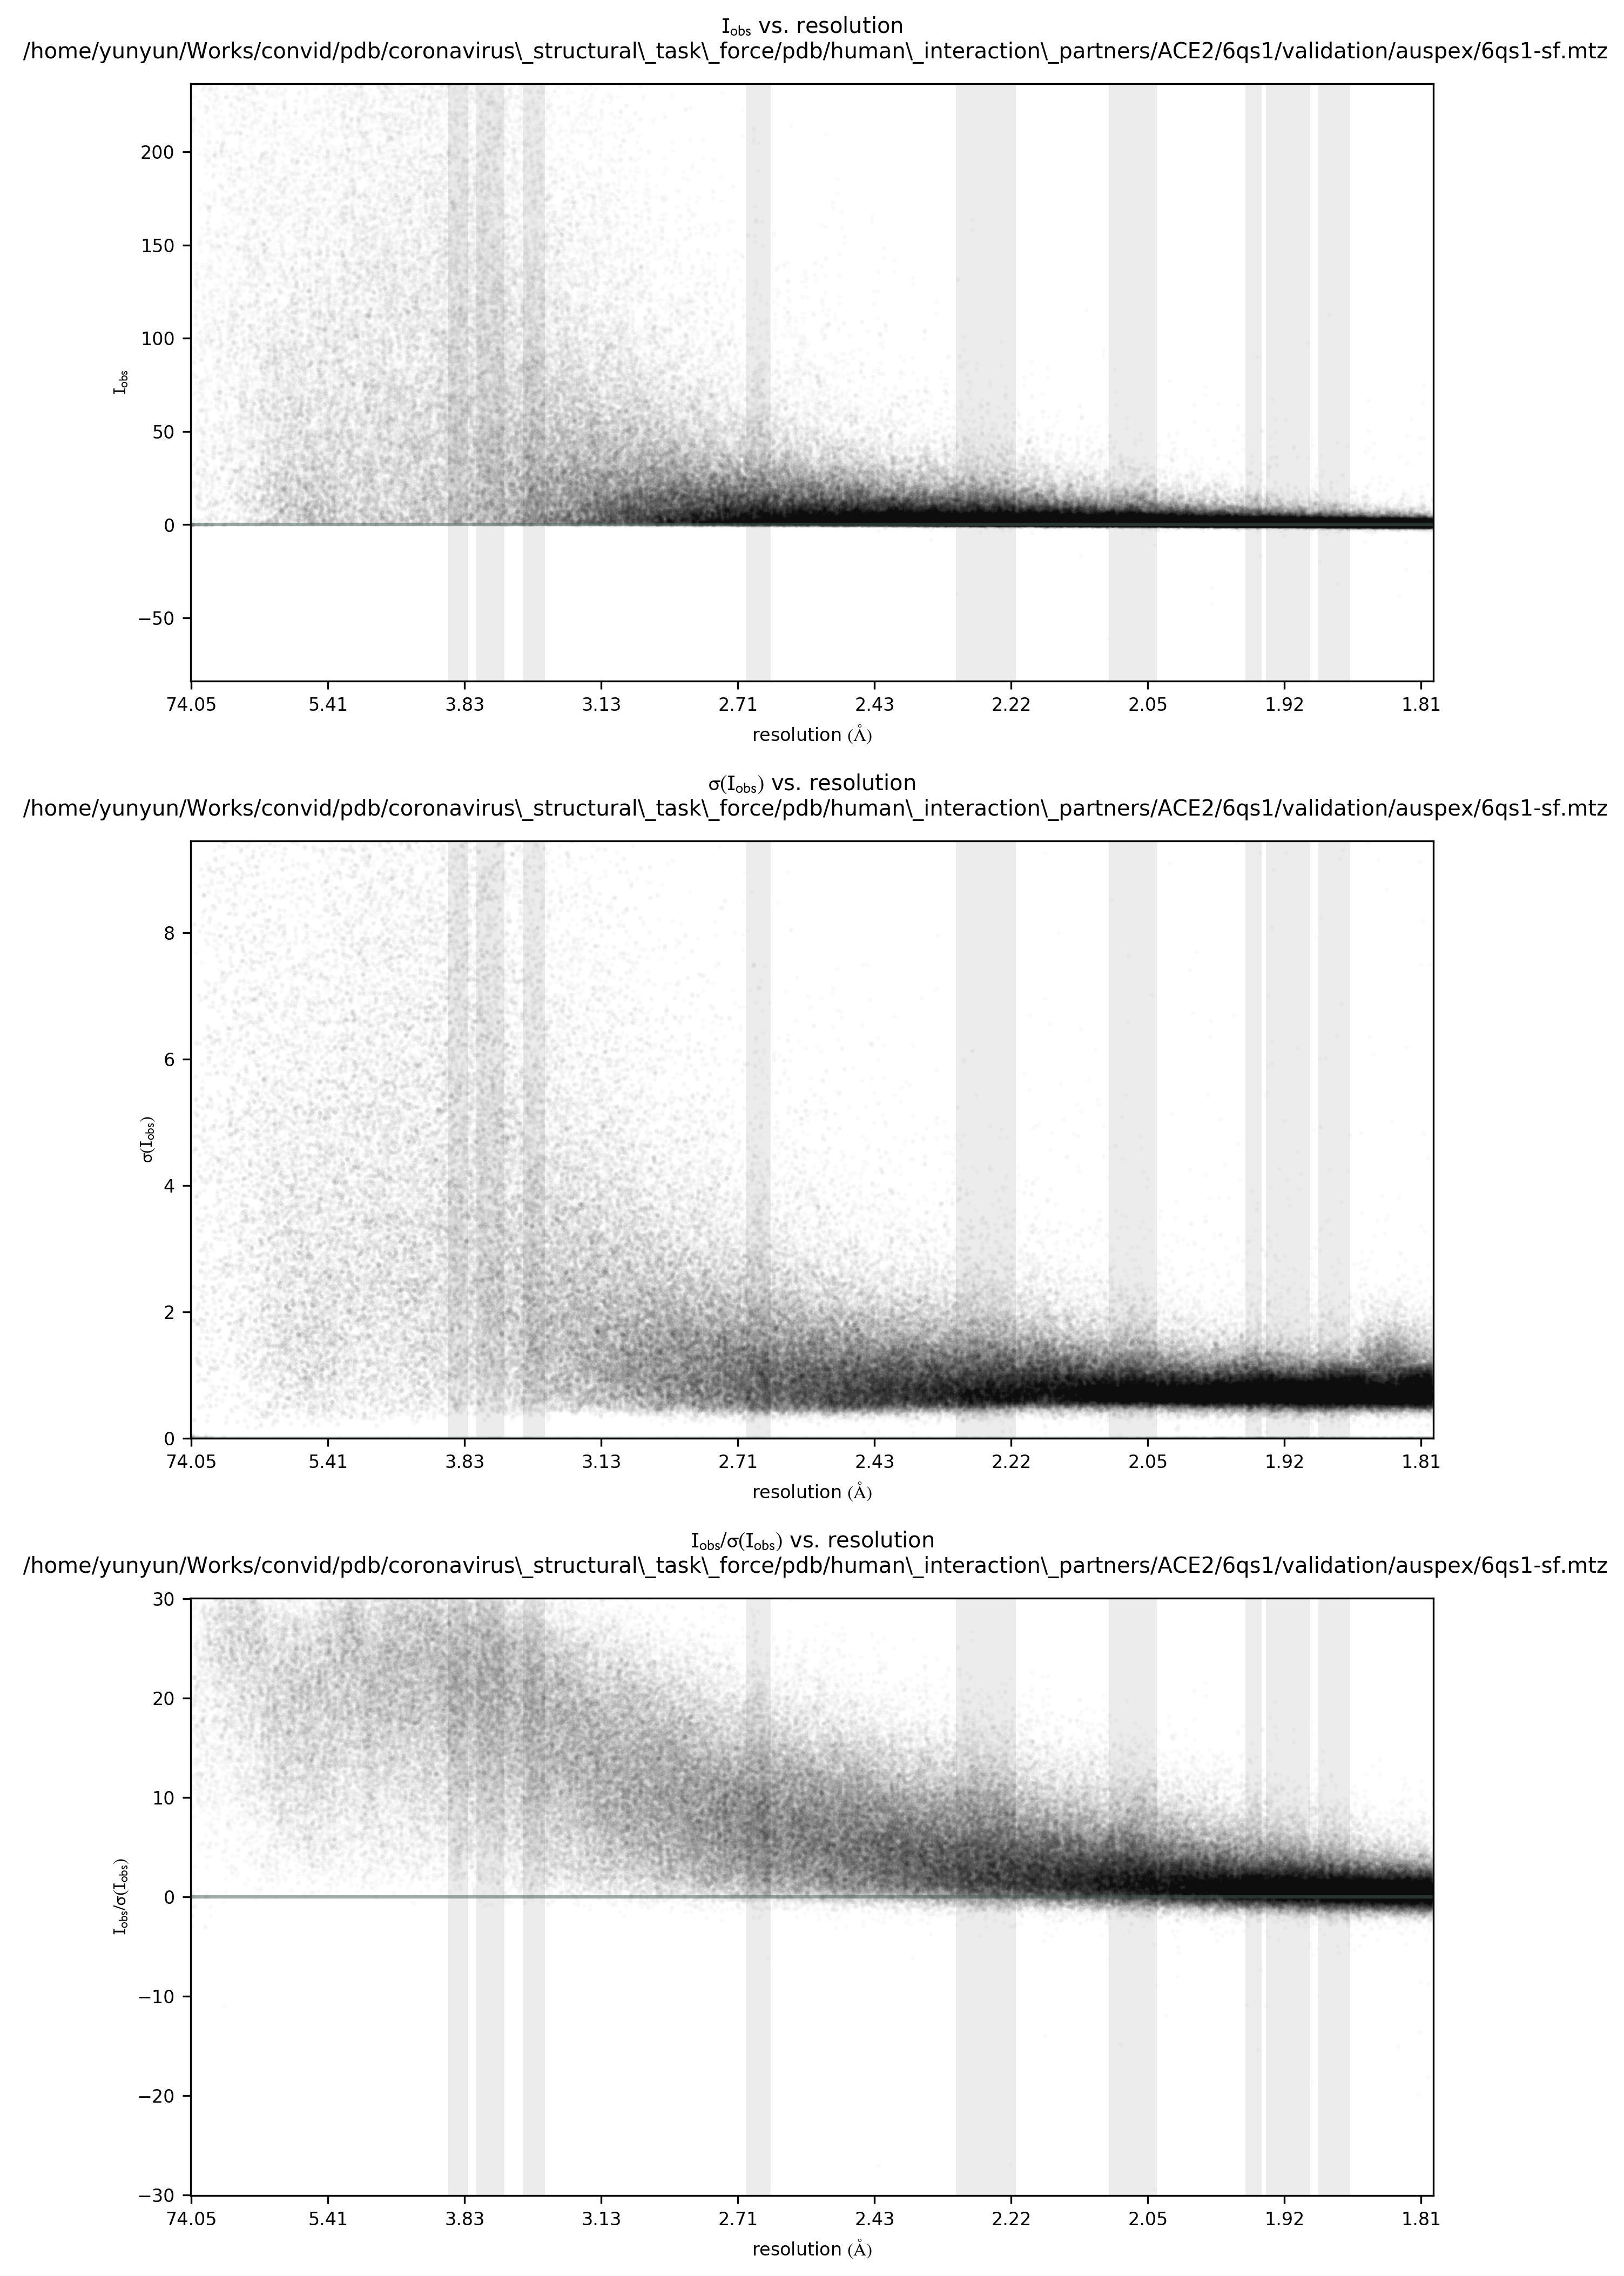 Iobs vs. resolution
/home/yunyun/Works/convid/pdb/coronavirus\_structural\_task\_force/pdb/human\_interaction\_partners/ACE2/6qs1/validation/auspex/6qs1-sf.mtz
200
150
100
50
0
−50
Iobs
74.05 5.41 3.83 3.13 2.71 2.43 2.22 2.05 1.92 1.81
resolution (Å)
σ(Iobs) vs. resolution
/home/yunyun/Works/convid/pdb/coronavirus\_structural\_task\_force/pdb/human\_interaction\_partners/ACE2/6qs1/validation/auspex/6qs1-sf.mtz
8
6
4
2
0
σ(Iobs)
74.05 5.41 3.83 3.13 2.71 2.43 2.22 2.05 1.92 1.81
resolution (Å)
Iobs/σ(Iobs) vs. resolution
/home/yunyun/Works/convid/pdb/coronavirus\_structural\_task\_force/pdb/human\_interaction\_partners/ACE2/6qs1/validation/auspex/6qs1-sf.mtz
30
20
10
0
−10
−20
−30
Iobs/σ(Iobs)
74.05 5.41 3.83 3.13 2.71 2.43 2.22 2.05 1.92 1.81
resolution (Å)